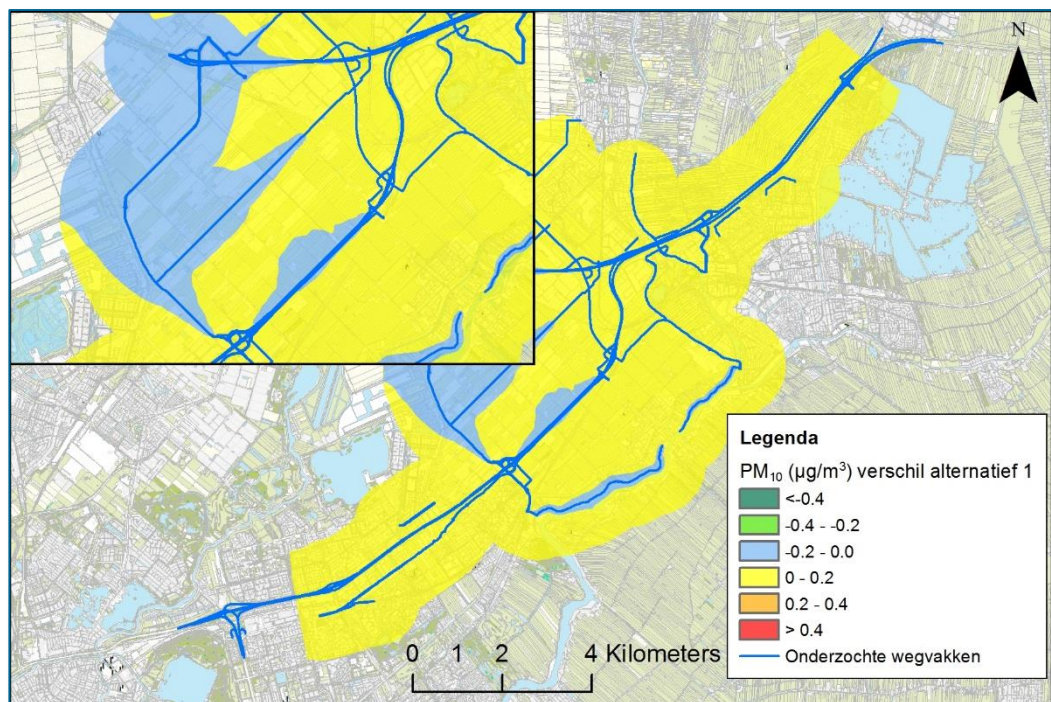 N
Legenda
PM₁₀ (µg/m³) verschil alternatief 1
<-0.4
-0.4 - -0.2
-0.2 - 0.0
0 - 0.2
0.2 - 0.4
> 0.4
Onderzochte wegvakken
0 1 2 4 Kilometers